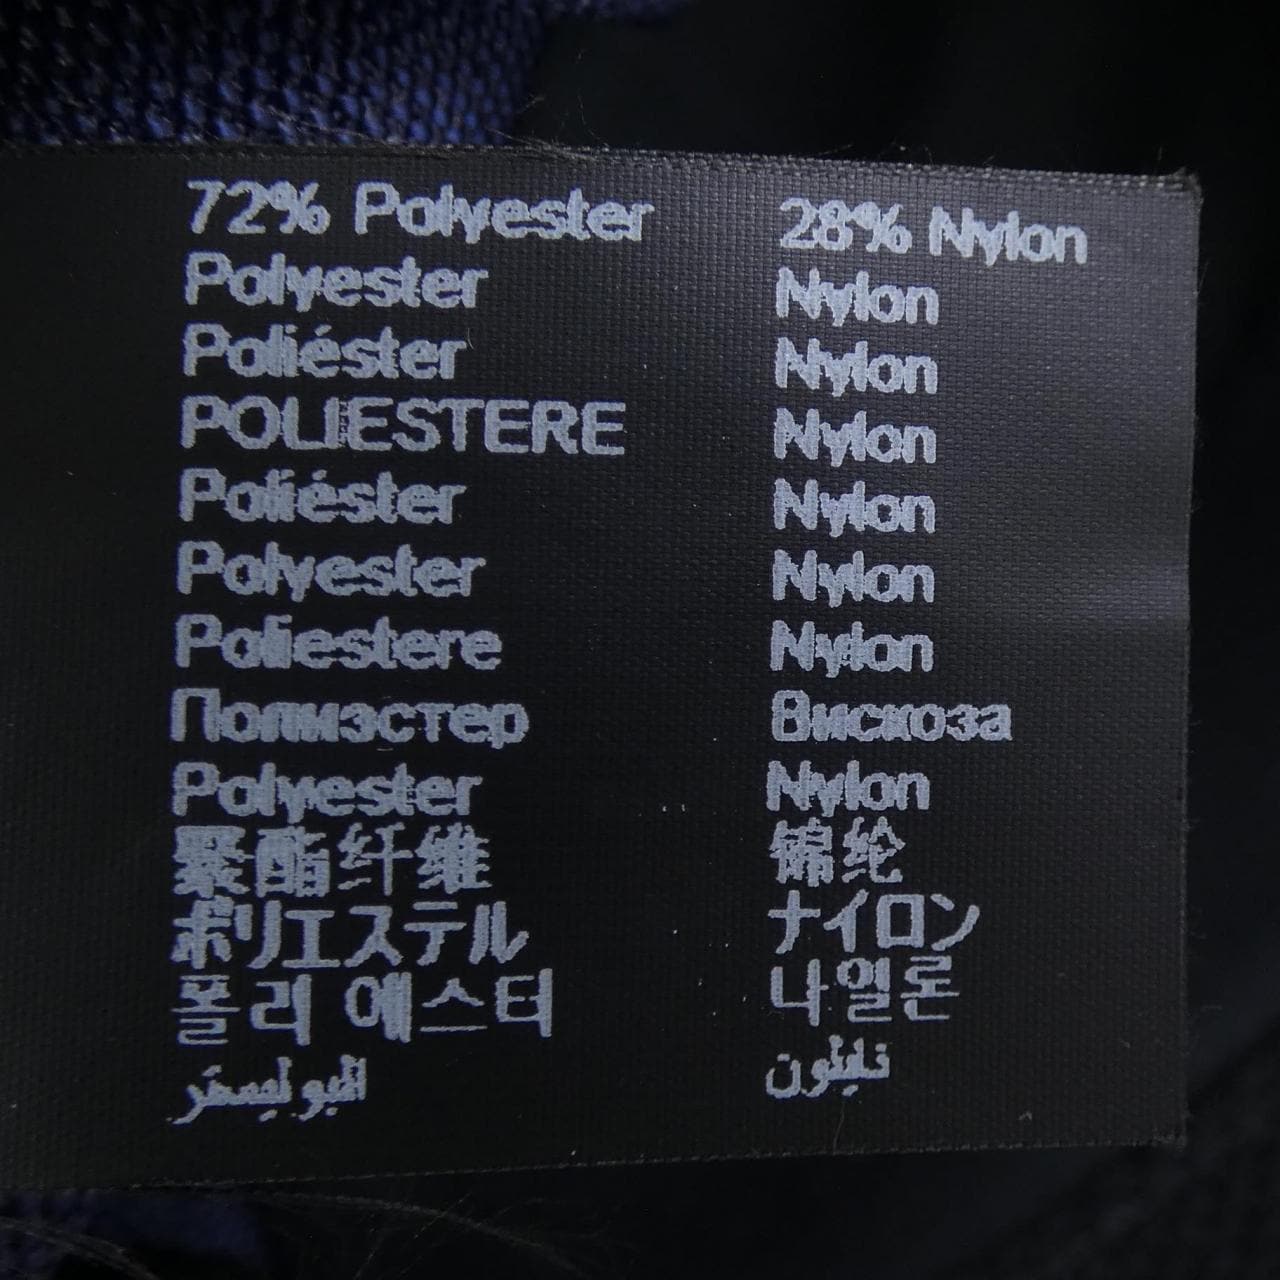 72% Polyester 28% Nylon
Polyester Nylon
Poliéster Nylon
POLIESTERE Nylon
Poliéster Nylon
Polyester Nylon
Poliestere Nylon
Полиэстер Вискоза
Polyester Nylon
聚酯纤维 锦纶
ポリエステル ナイロン
폴리 에스터 나일론
البوليستر نايلون